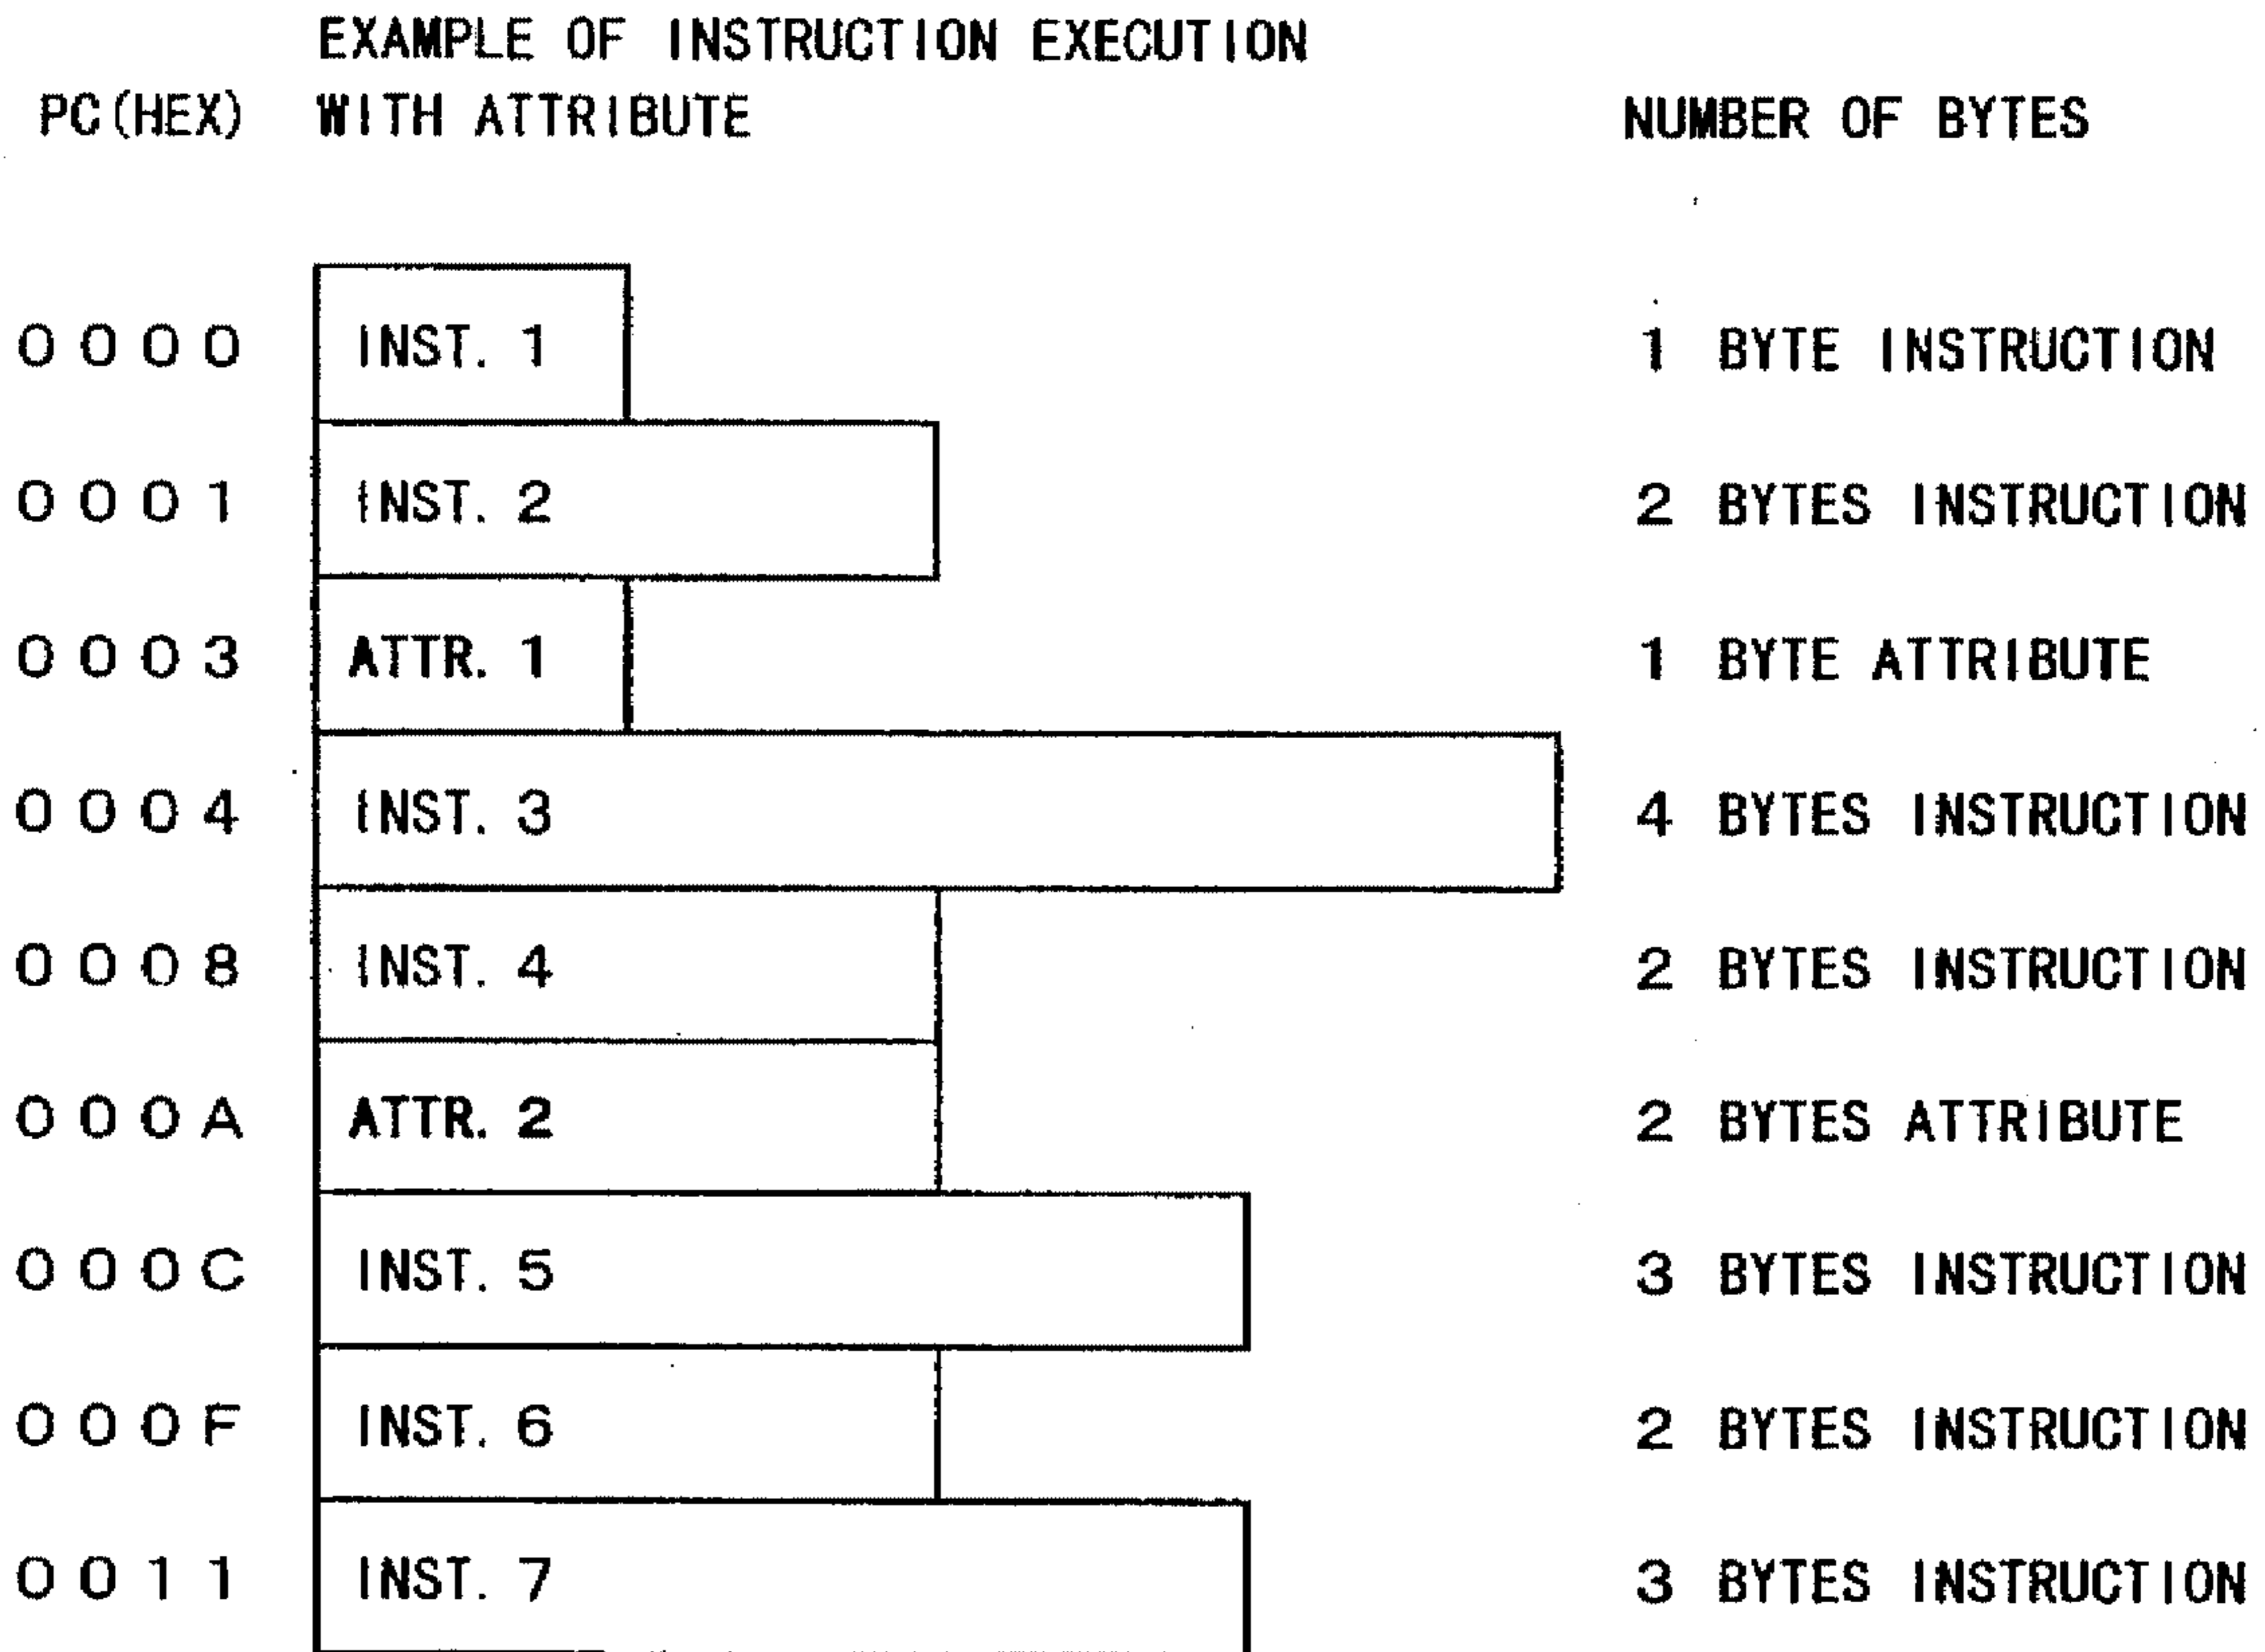 EXAMPLE OF INSTRUCTION EXECUTION
PC(HEX) WITH ATTRIBUTE NUMBER OF BYTES
0000 INST. 1 1 BYTE INSTRUCTION
0001 INST. 2 2 BYTES INSTRUCTION
0003 ATTR. 1 1 BYTE ATTRIBUTE
0004 INST. 3 4 BYTES INSTRUCTION
0008 INST. 4 2 BYTES INSTRUCTION
000A ATTR. 2 2 BYTES ATTRIBUTE
000C INST. 5 3 BYTES INSTRUCTION
000F INST. 6 2 BYTES INSTRUCTION
0011 INST. 7 3 BYTES INSTRUCTION